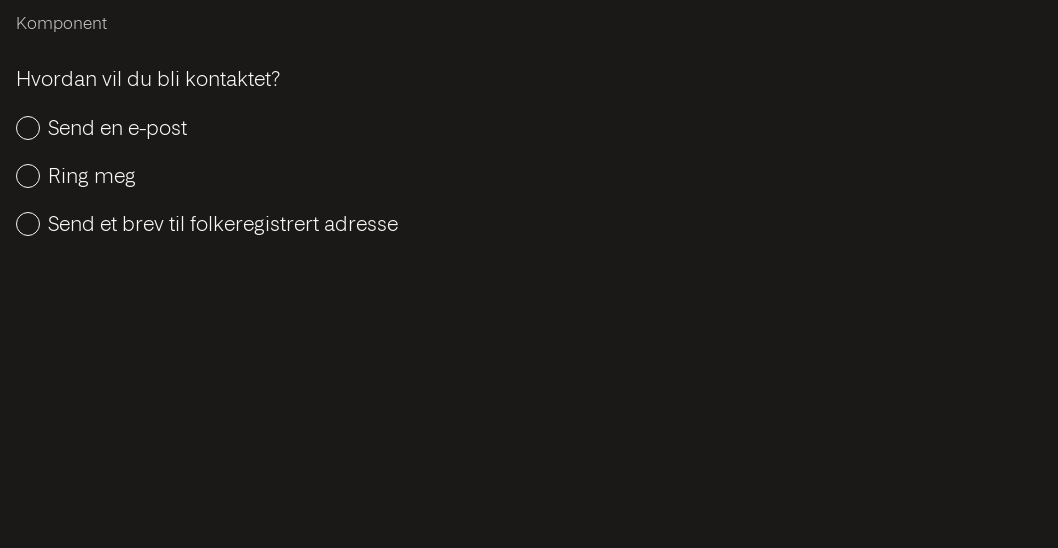 Komponent
Hvordan vil du bli kontaktet?
Send en e-post
Ring meg
Send et brev til folkeregistrert adresse